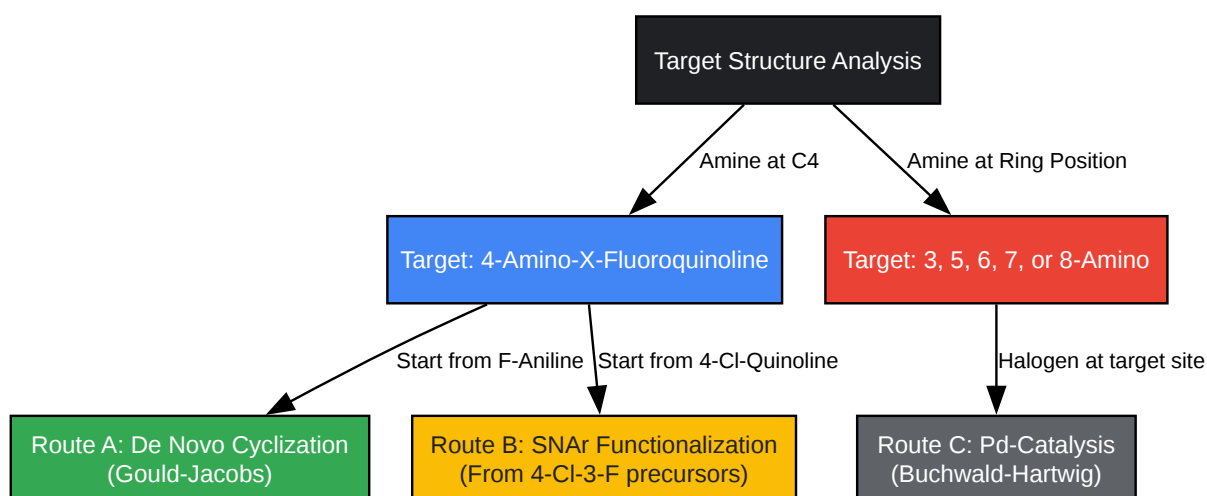 Target Structure Analysis
Amine at C4
Amine at Ring Position
Target: 4-Amino-X-Fluoroquinoline
Target: 3, 5, 6, 7, or 8-Amino
Start from F-Aniline
Start from 4-Cl-Quinoline
Halogen at target site
Route A: De Novo Cyclization
(Gould-Jacobs)
Route B: SNAr Functionalization
(From 4-Cl-3-F precursors)
Route C: Pd-Catalysis
(Buchwald-Hartwig)